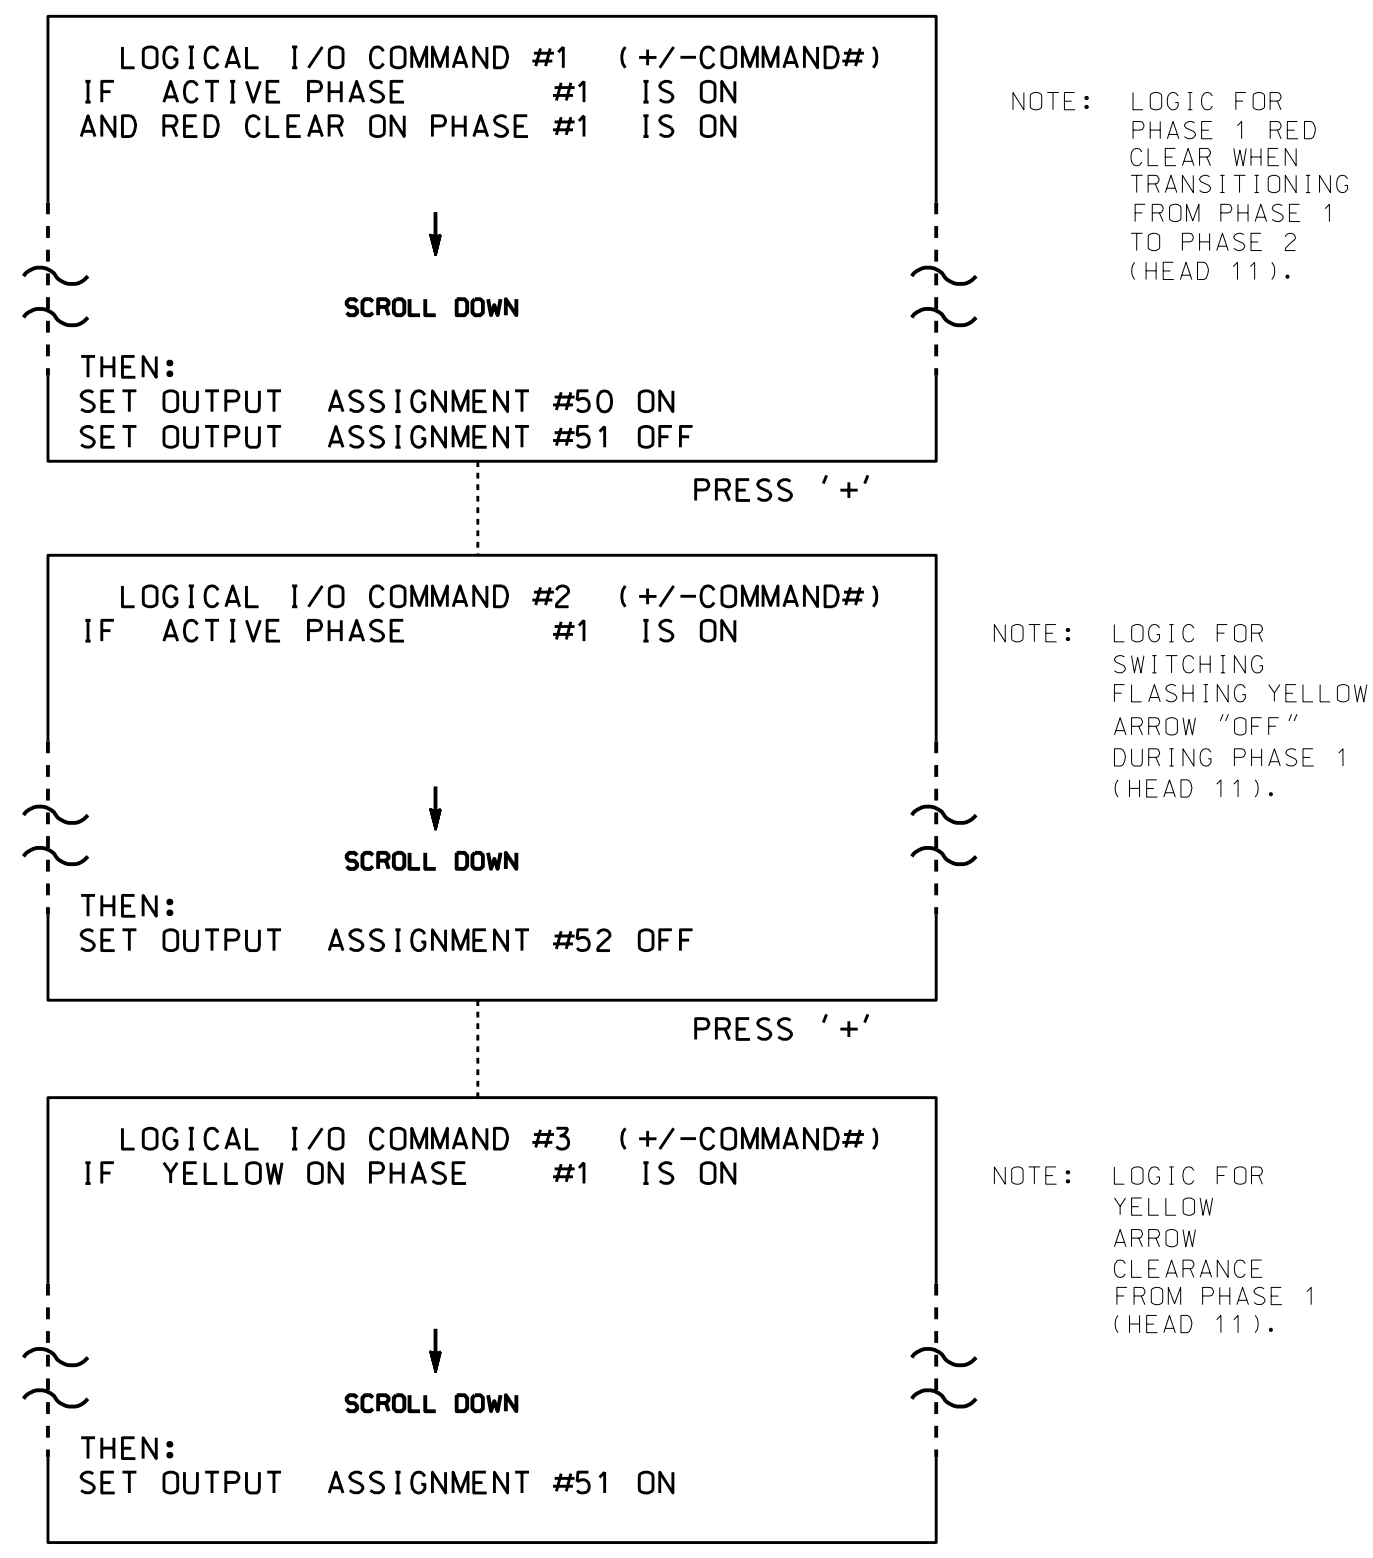 LOGICAL I/O COMMAND #1 (+/-COMMAND#)
IF ACTIVE PHASE #1 IS ON
AND RED CLEAR ON PHASE #1 IS ON
SCROLL DOWN
THEN:
SET OUTPUT ASSIGNMENT #50 ON
SET OUTPUT ASSIGNMENT #51 OFF
NOTE: LOGIC FOR
PHASE 1 RED
CLEAR WHEN
TRANSITIONING
FROM PHASE 1
TO PHASE 2
(HEAD 11).
PRESS '+'
LOGICAL I/O COMMAND #2 (+/-COMMAND#)
IF ACTIVE PHASE #1 IS ON
SCROLL DOWN
THEN:
SET OUTPUT ASSIGNMENT #52 OFF
NOTE: LOGIC FOR
SWITCHING
FLASHING YELLOW
ARROW "OFF"
DURING PHASE 1
(HEAD 11).
PRESS '+'
LOGICAL I/O COMMAND #3 (+/-COMMAND#)
IF YELLOW ON PHASE #1 IS ON
SCROLL DOWN
THEN:
SET OUTPUT ASSIGNMENT #51 ON
NOTE: LOGIC FOR
YELLOW
ARROW
CLEARANCE
FROM PHASE 1
(HEAD 11).